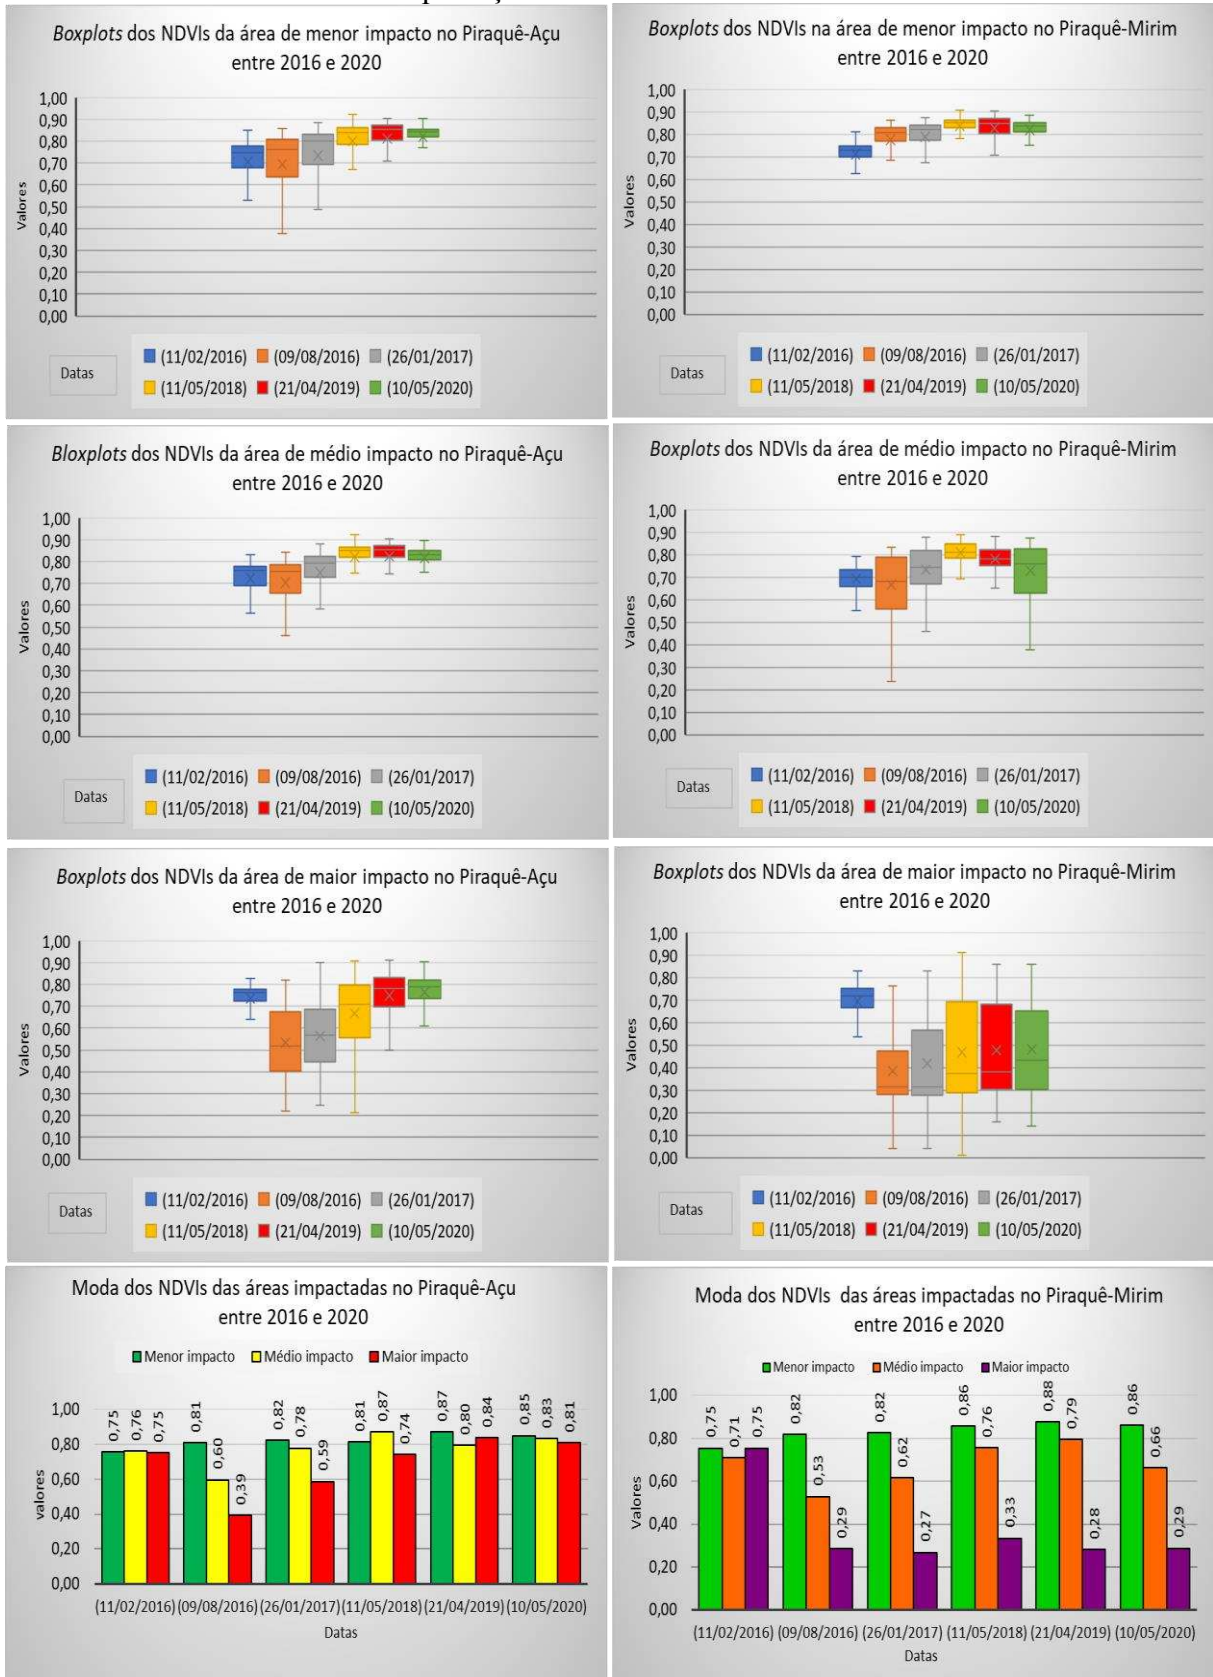 Boxplots dos NDVIs da área de menor impacto no Piraquê-Açu
entre 2016 e 2020
1,00
0,90
0,80
0,70
0,60
0,50
0,40
0,30
0,20
0,10
0,00
Valores
Datas
(11/02/2016) (09/08/2016) (26/01/2017)
(11/05/2018) (21/04/2019) (10/05/2020)
Boxplots dos NDVIs na área de menor impacto no Piraquê-Mirim
entre 2016 e 2020
1,00
0,90
0,80
0,70
0,60
0,50
0,40
0,30
0,20
0,10
0,00
Valores
Datas
(11/02/2016) (09/08/2016) (26/01/2017)
(11/05/2018) (21/04/2019) (10/05/2020)
Bloxplots dos NDVIs da área de médio impacto no Piraquê-Açu
entre 2016 e 2020
1,00
0,90
0,80
0,70
0,60
0,50
0,40
0,30
0,20
0,10
0,00
Valores
Datas
(11/02/2016) (09/08/2016) (26/01/2017)
(11/05/2018) (21/04/2019) (10/05/2020)
Boxplots dos NDVIs da área de médio impacto no Piraquê-Mirim
entre 2016 e 2020
1,00
0,90
0,80
0,70
0,60
0,50
0,40
0,30
0,20
0,10
0,00
Valores
Datas
(11/02/2016) (09/08/2016) (26/01/2017)
(11/05/2018) (21/04/2019) (10/05/2020)
Boxplots dos NDVIs da área de maior impacto no Piraquê-Açu
entre 2016 e 2020
1,00
0,90
0,80
0,70
0,60
0,50
0,40
0,30
0,20
0,10
0,00
Valores
Datas
(11/02/2016) (09/08/2016) (26/01/2017)
(11/05/2018) (21/04/2019) (10/05/2020)
Boxplots dos NDVIs da área de maior impacto no Piraquê-Mirim
entre 2016 e 2020
1,00
0,90
0,80
0,70
0,60
0,50
0,40
0,30
0,20
0,10
0,00
Valores
Datas
(11/02/2016) (09/08/2016) (26/01/2017)
(11/05/2018) (21/04/2019) (10/05/2020)
Moda dos NDVIs das áreas impactadas no Piraquê-Açu
entre 2016 e 2020
Menor impacto Médio impacto Maior impacto
1,00
0,80
0,60
0,40
0,20
0,00
valores
0,75 0,76 0,75 0,81 0,60 0,39 0,82 0,78 0,59 0,81 0,87 0,74 0,87 0,80 0,84 0,85 0,83 0,81
(11/02/2016) (09/08/2016) (26/01/2017) (11/05/2018) (21/04/2019) (10/05/2020)
Datas
Moda dos NDVIs das áreas impactadas no Piraquê-Mirim
entre 2016 e 2020
Menor impacto Médio impacto Maior impacto
1,00
0,80
0,60
0,40
0,20
0,00
Valores
0,75 0,71 0,75 0,82 0,53 0,29 0,82 0,62 0,27 0,86 0,76 0,33 0,88 0,79 0,28 0,86 0,66 0,29
(11/02/2016) (09/08/2016) (26/01/2017) (11/05/2018) (21/04/2019) (10/05/2020)
Datas